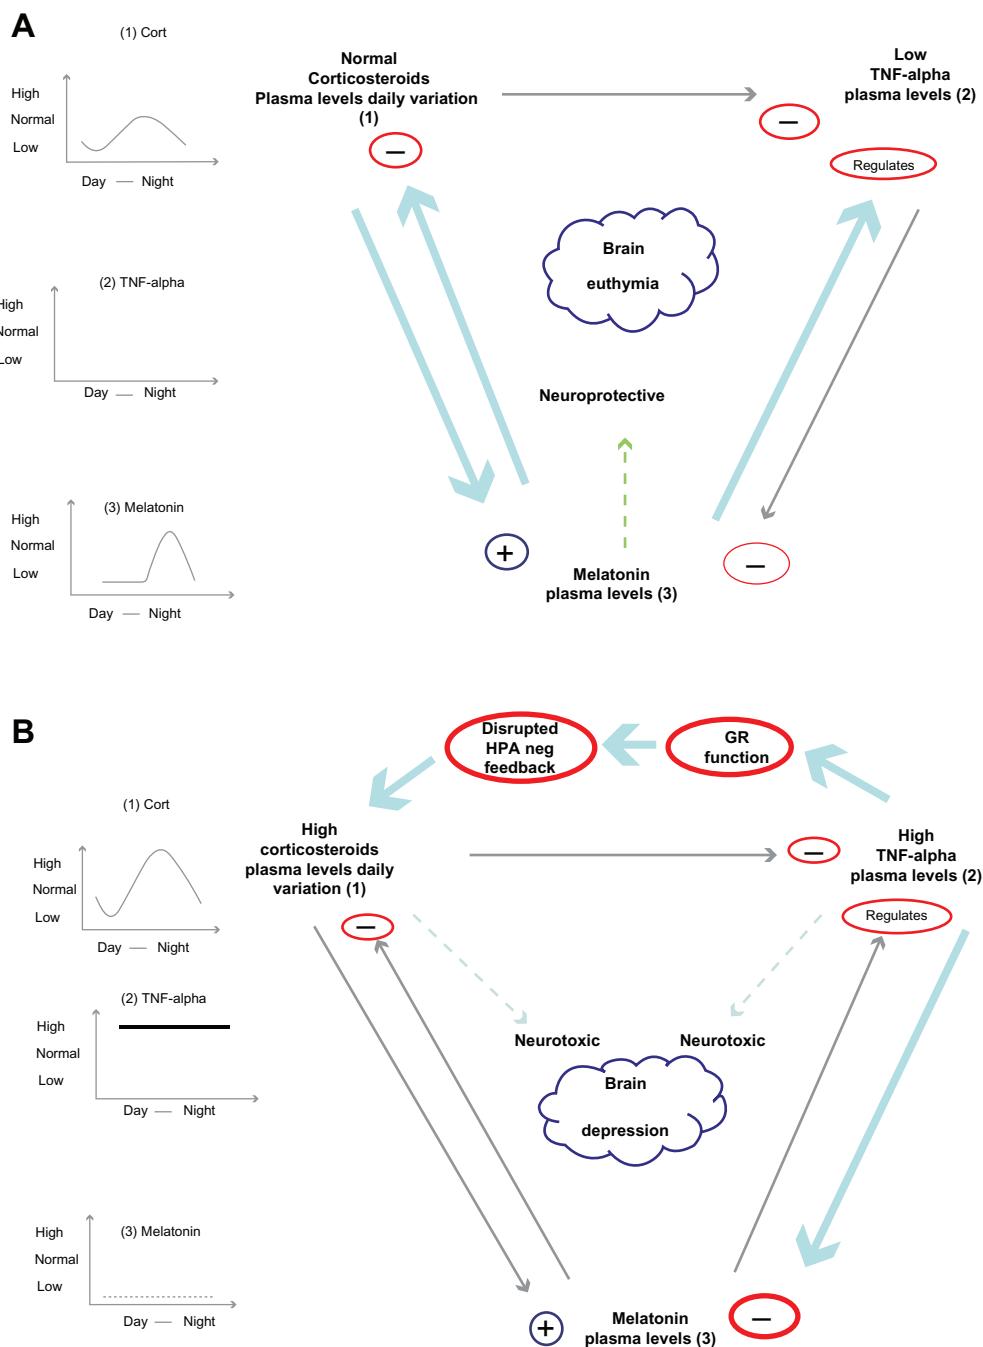 A
(1) Cort
High
Normal
Low
Day — Night
Normal
Corticosteroids
Plasma levels daily variation
(1)
−
Low
TNF-alpha
plasma levels (2)
−
Regulates
Brain
euthymia
(2) TNF-alpha
High
Normal
Low
Day — Night
Neuroprotective
(3) Melatonin
High
Normal
Low
Day — Night
+
Melatonin
plasma levels (3)
−
B
Disrupted
HPA neg
feedback
GR
function
(1) Cort
High
Normal
Low
Day — Night
High
corticosteroids
plasma levels daily
variation (1)
−
−
High
TNF-alpha
plasma levels (2)
Regulates
(2) TNF-alpha
High
Normal
Low
Day — Night
Neurotoxic
Neurotoxic
Brain
depression
(3) Melatonin
High
Normal
Low
Day — Night
+
Melatonin
plasma levels (3)
−